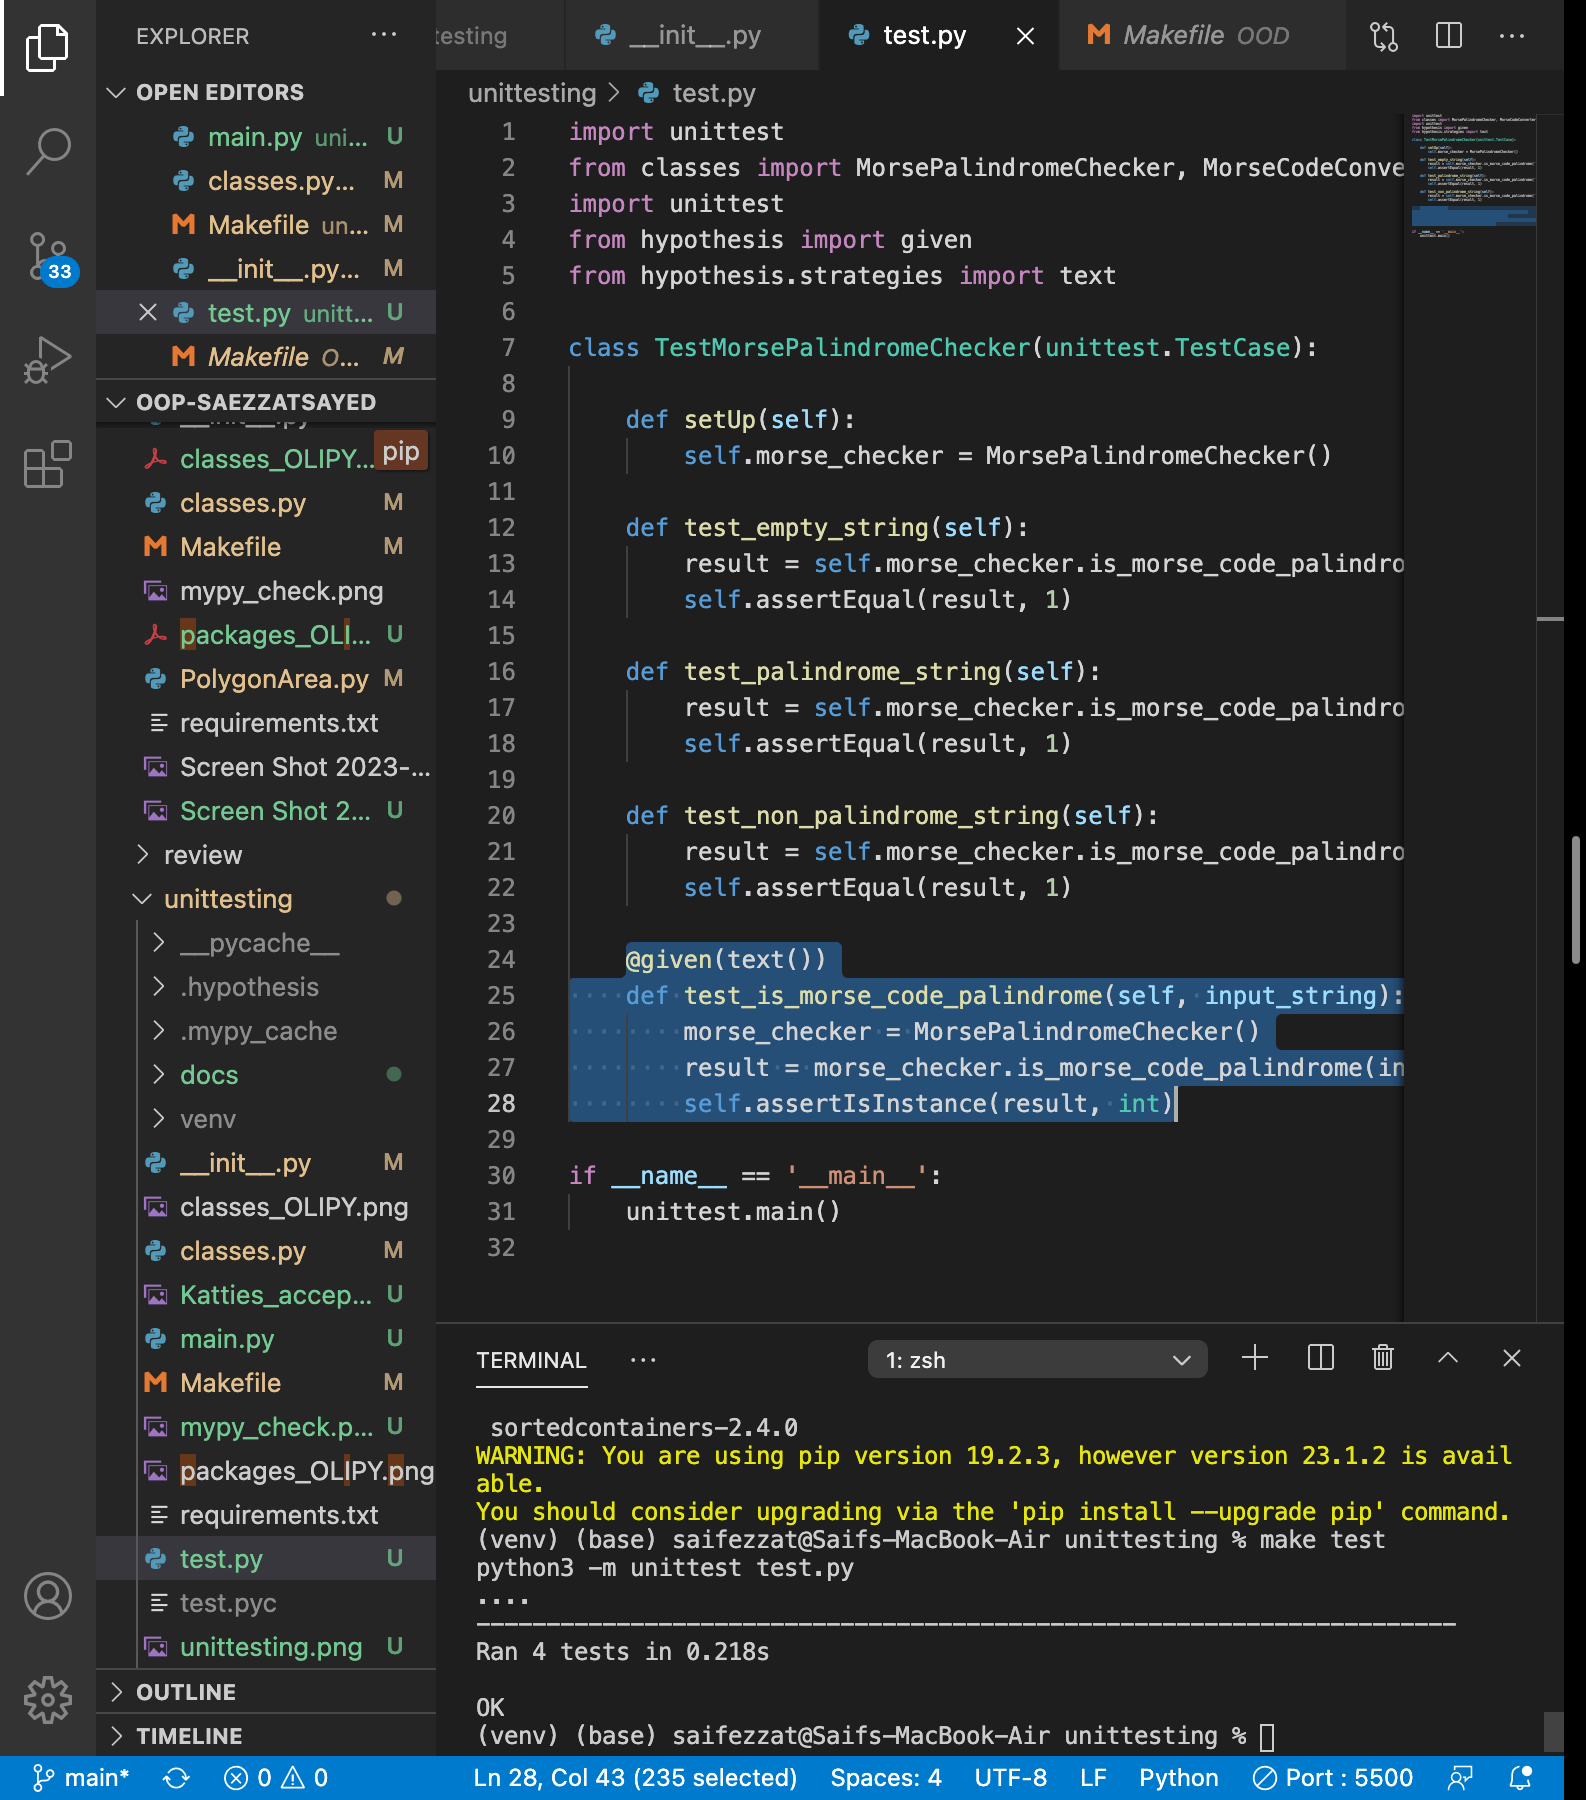 EXPLORER ···
OPEN EDITORS
main.py uni... U
classes.py... M
Makefile un... M
__init__.py... M
test.py unitt... U
Makefile O... M
OOP-SAEZZATSAYED
__init__.py
pip
classes_OLIPY...
classes.py M
Makefile M
mypy_check.png
packages_OLI... U
PolygonArea.py M
requirements.txt
Screen Shot 2023-...
Screen Shot 2... U
review
unittesting
__pycache__
.hypothesis
.mypy_cache
docs
venv
__init__.py M
classes_OLIPY.png
classes.py M
Katties_accep... U
main.py U
Makefile M
mypy_check.p... U
packages_OLIPY.png
requirements.txt
test.py U
test.pyc
unittesting.png U
OUTLINE
TIMELINE
33
testing
__init__.py
test.py
Makefile OOD
unittesting > test.py
1 import unittest
2 from classes import MorsePalindromeChecker, MorseCodeConve
3 import unittest
4 from hypothesis import given
5 from hypothesis.strategies import text
6
7 class TestMorsePalindromeChecker(unittest.TestCase):
8
9 def setUp(self):
10 self.morse_checker = MorsePalindromeChecker()
11
12 def test_empty_string(self):
13 result = self.morse_checker.is_morse_code_palindro
14 self.assertEqual(result, 1)
15
16 def test_palindrome_string(self):
17 result = self.morse_checker.is_morse_code_palindro
18 self.assertEqual(result, 1)
19
20 def test_non_palindrome_string(self):
21 result = self.morse_checker.is_morse_code_palindro
22 self.assertEqual(result, 1)
23
24 @given(text())
25 def test_is_morse_code_palindrome(self, input_string):
26 morse_checker = MorsePalindromeChecker()
27 result = morse_checker.is_morse_code_palindrome(in
28 self.assertIsInstance(result, int)
29
30 if __name__ == '__main__':
31 unittest.main()
32
TERMINAL ··· 1: zsh
sortedcontainers-2.4.0
WARNING: You are using pip version 19.2.3, however version 23.1.2 is avail
able.
You should consider upgrading via the 'pip install --upgrade pip' command.
(venv) (base) saifezzat@Saifs-MacBook-Air unittesting % make test
python3 -m unittest test.py
....
----------------------------------------------------------------------
Ran 4 tests in 0.218s
OK
(venv) (base) saifezzat@Saifs-MacBook-Air unittesting %
main* 0 0 Ln 28, Col 43 (235 selected) Spaces: 4 UTF-8 LF Python Port : 5500